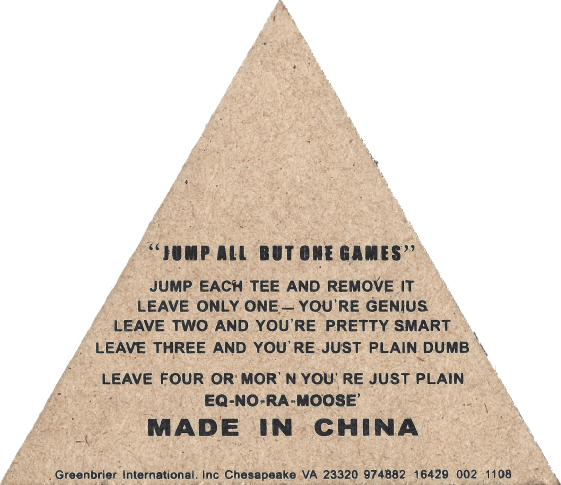 “JUMP ALL BUT ONE GAMES”
JUMP EACH TEE AND REMOVE IT
LEAVE ONLY ONE — YOU'RE GENIUS
LEAVE TWO AND YOU'RE PRETTY SMART
LEAVE THREE AND YOU'RE JUST PLAIN DUMB
LEAVE FOUR OR MOR'N YOU'RE JUST PLAIN
EQ-NO-RA-MOOSE'
MADE IN CHINA
Greenbrier International. Inc Chesapeake VA 23320 974882 16429 002 1108